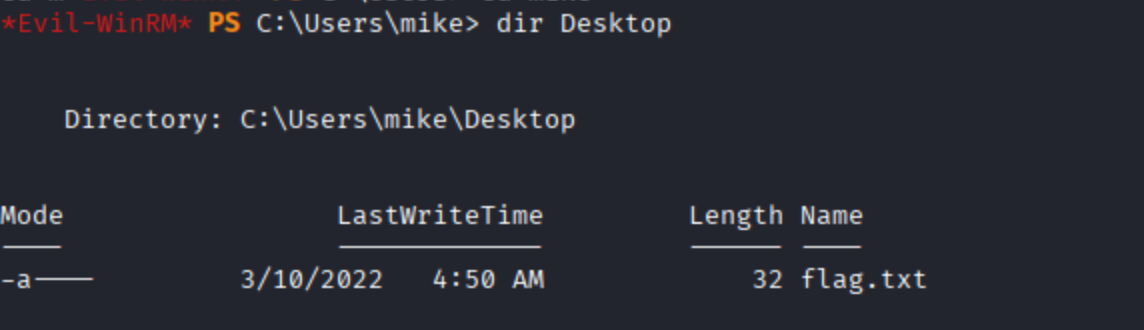 *Evil-WinRM* PS C:\Users\mike> dir Desktop
Directory: C:\Users\mike\Desktop
Mode LastWriteTime Length Name
---- ------------- ------ ----
-a---- 3/10/2022 4:50 AM 32 flag.txt